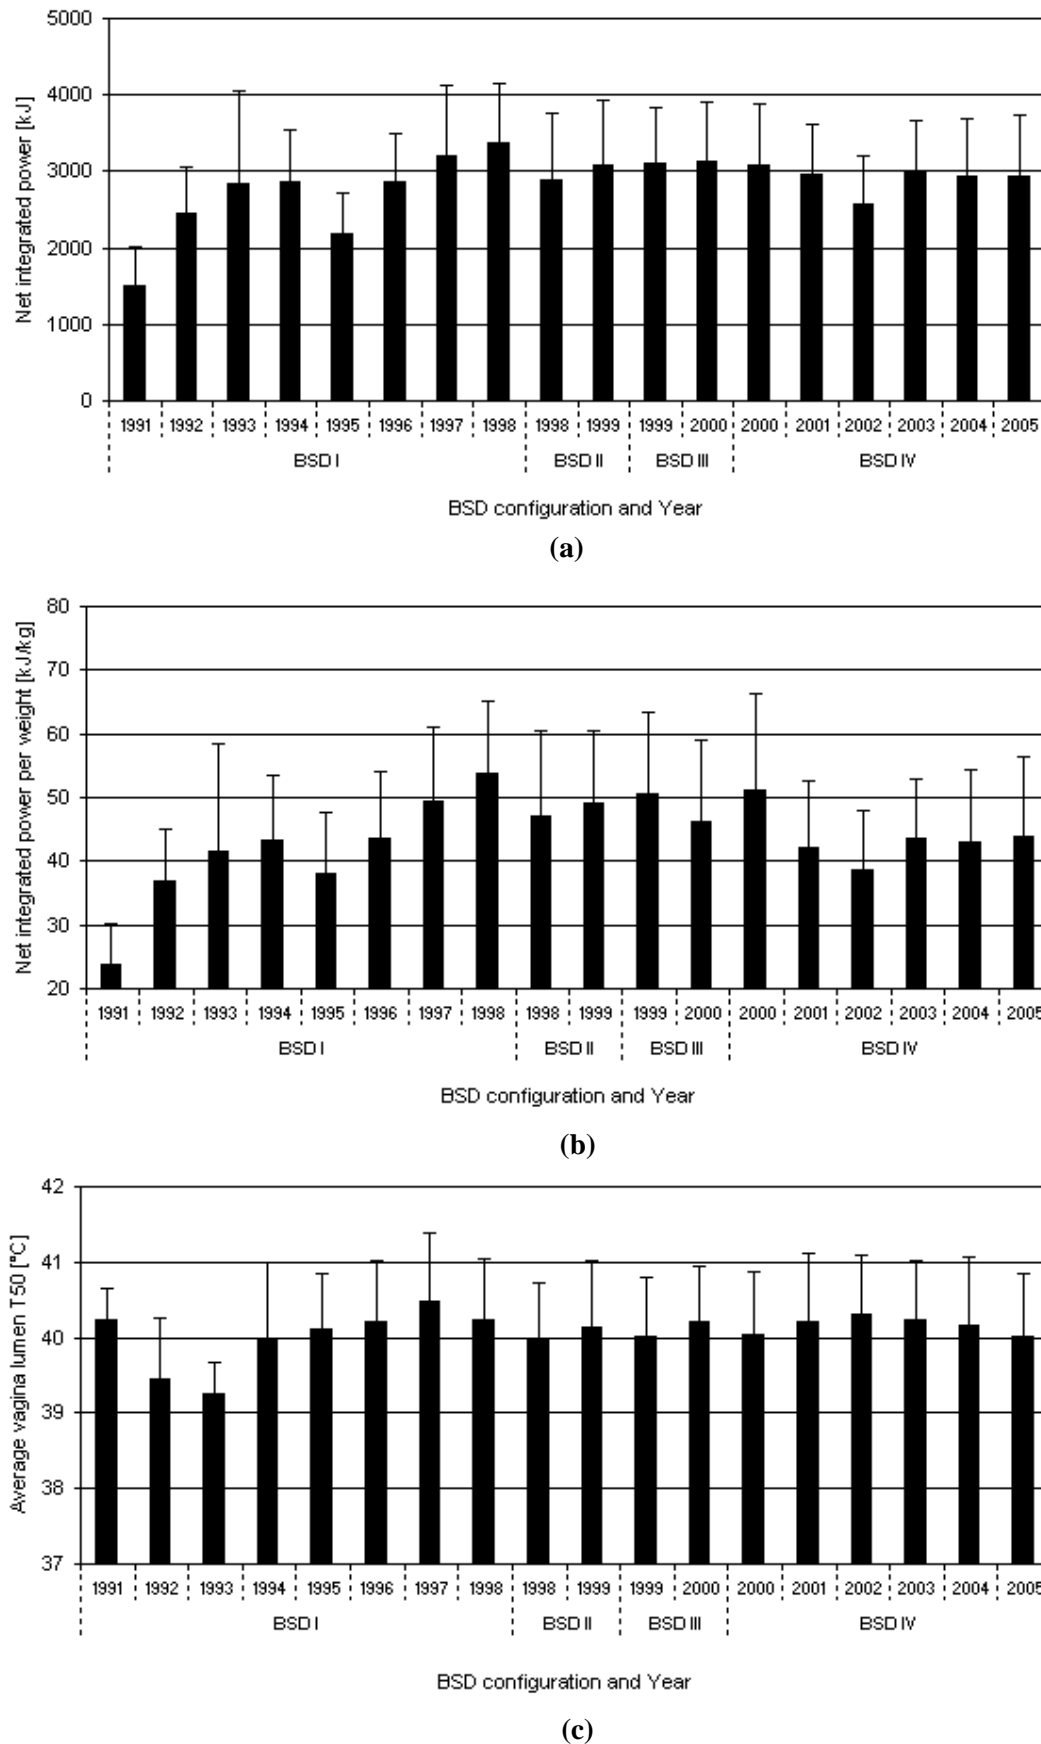 5000
4000
3000
2000
1000
0
Net integrated power [kJ]
1991 1992 1993 1994 1995 1996 1997 1998 1998 1999 1999 2000 2000 2001 2002 2003 2004 2005
BSD I BSD II BSD III BSD IV
BSD configuration and Year
(a)
80
70
60
50
40
30
20
Net integrated power per weight [kJ/kg]
1991 1992 1993 1994 1995 1996 1997 1998 1998 1999 1999 2000 2000 2001 2002 2003 2004 2005
BSD I BSD II BSD III BSD IV
BSD configuration and Year
(b)
42
41
40
39
38
37
Average vagina lumen T50 [°C]
1991 1992 1993 1994 1995 1996 1997 1998 1998 1999 1999 2000 2000 2001 2002 2003 2004 2005
BSD I BSD II BSD III BSD IV
BSD configuration and Year
(c)